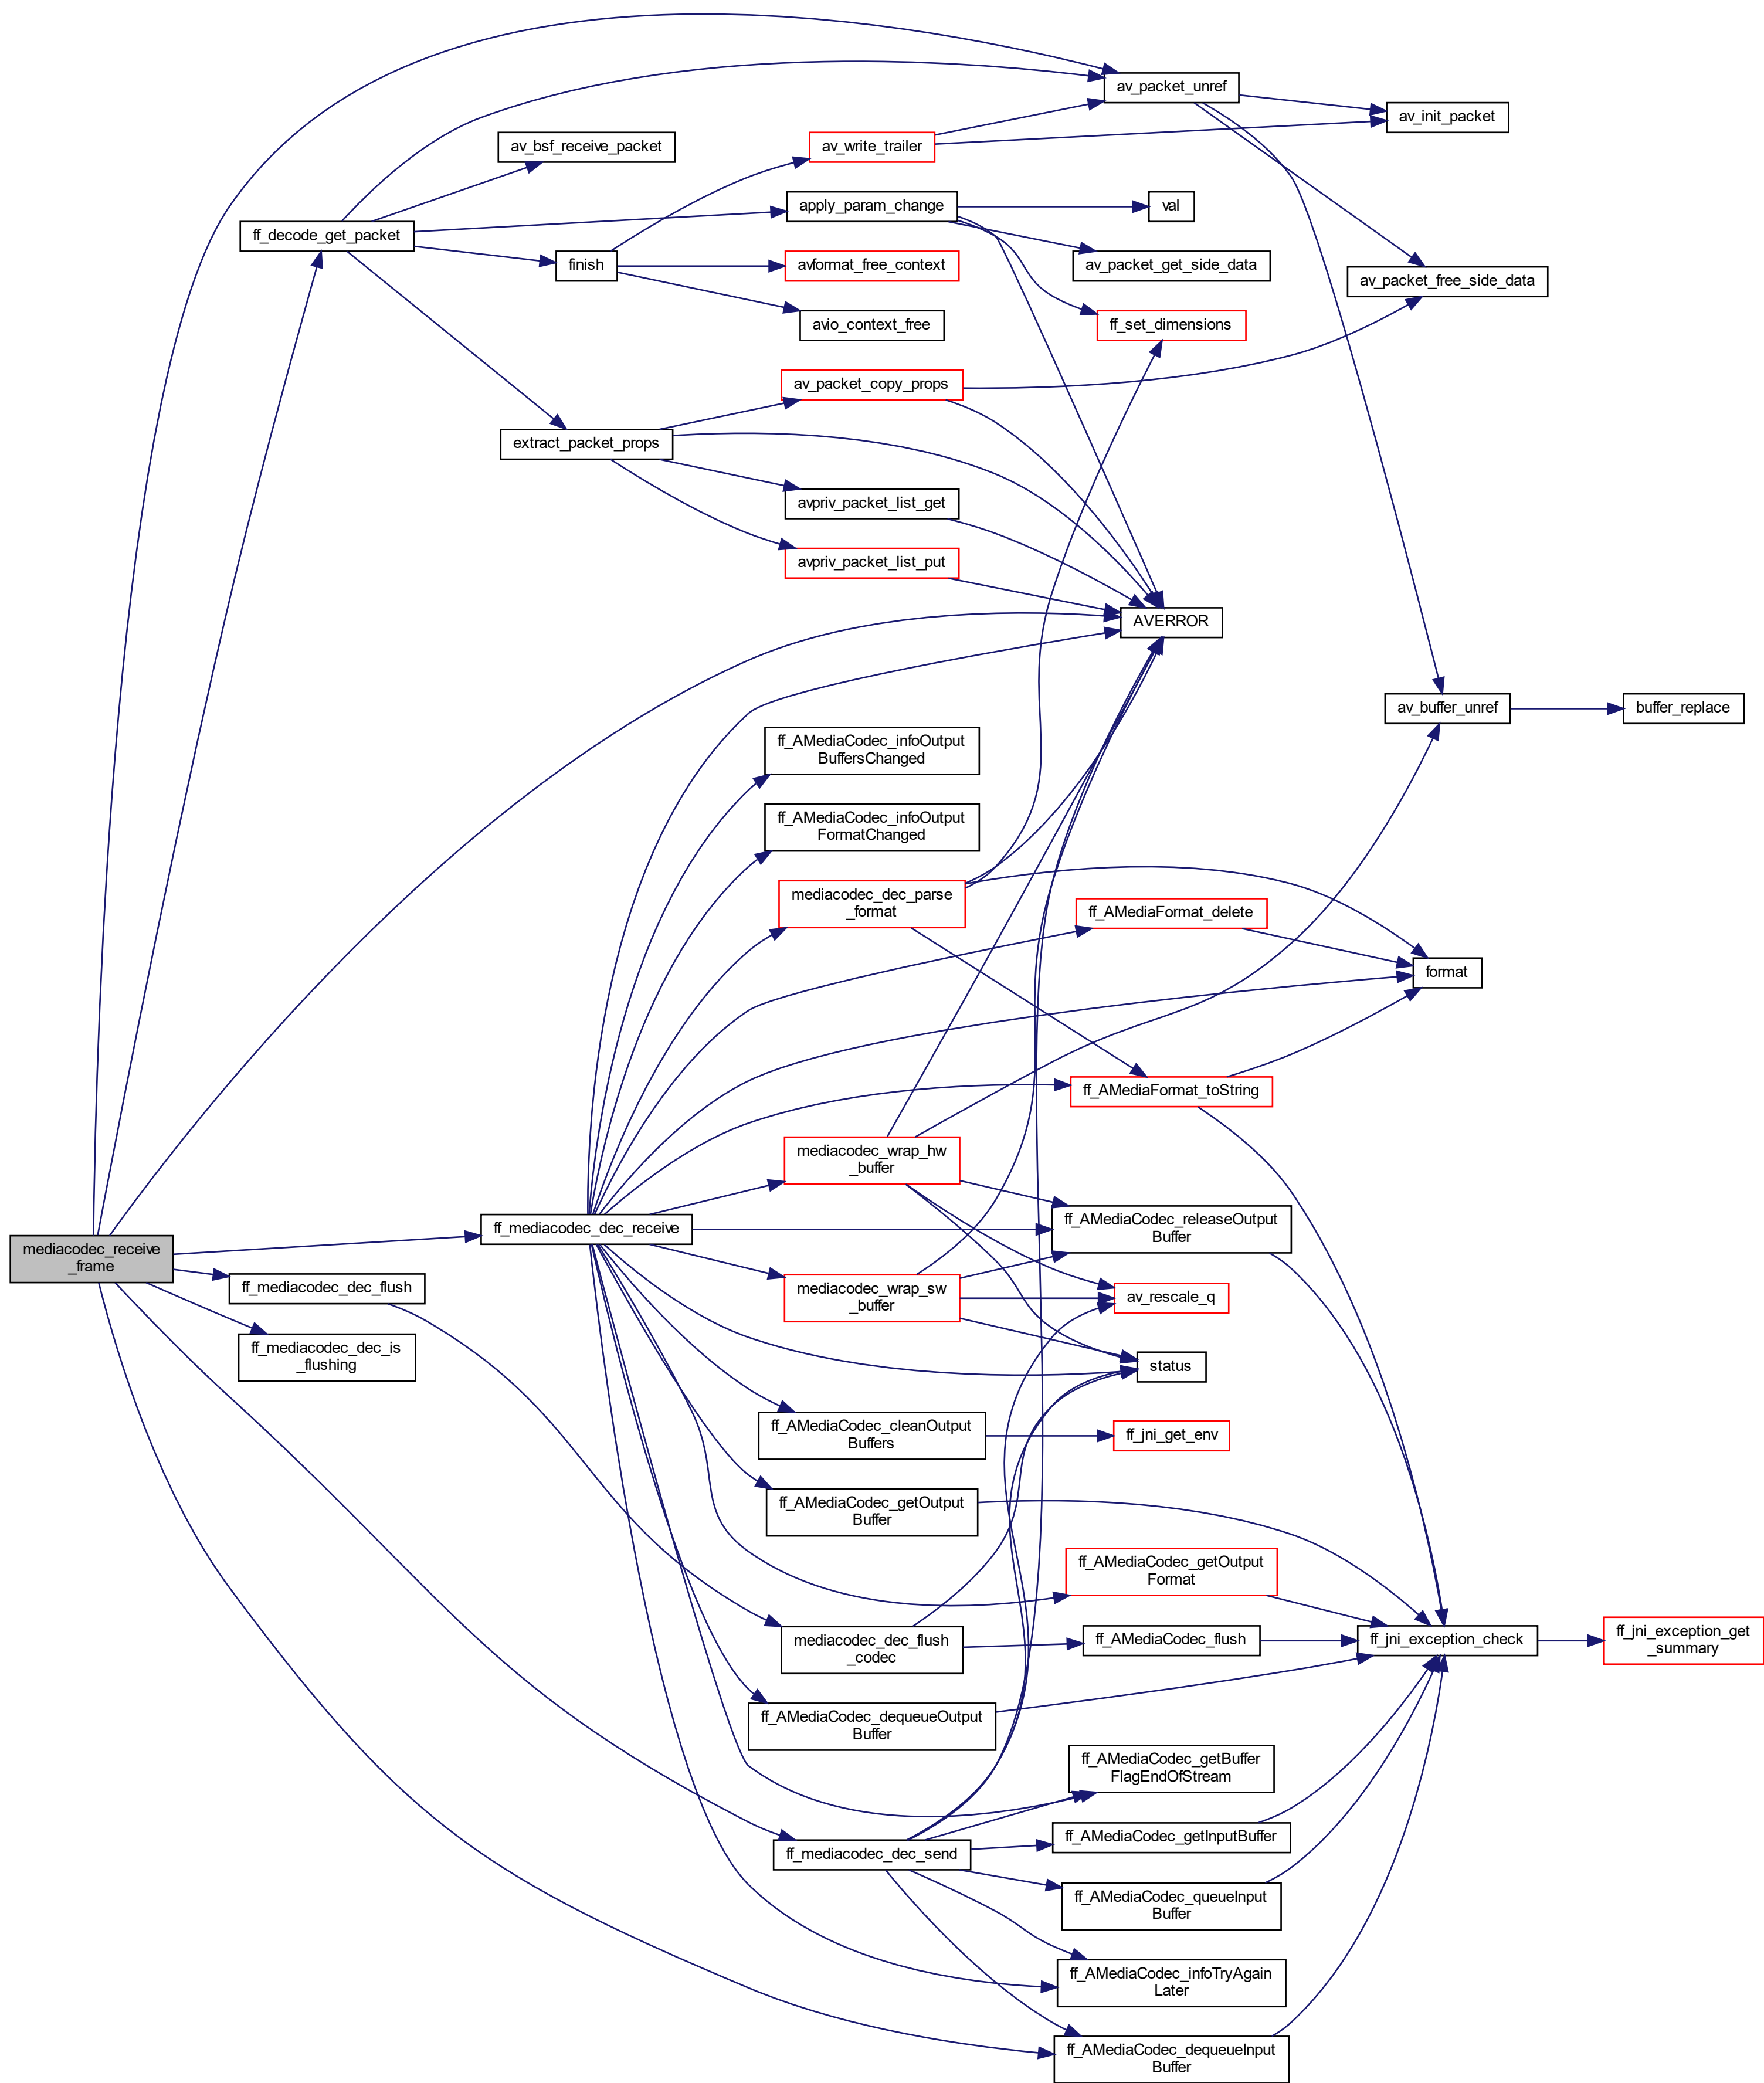 av_packet_unref
av_init_packet
av_bsf_receive_packet
av_write_trailer
ff_decode_get_packet
apply_param_change
val
finish
avformat_free_context
av_packet_get_side_data
av_packet_free_side_data
avio_context_free
ff_set_dimensions
av_packet_copy_props
extract_packet_props
avpriv_packet_list_get
avpriv_packet_list_put
AVERROR
av_buffer_unref
buffer_replace
ff_AMediaCodec_infoOutput
BuffersChanged
ff_AMediaCodec_infoOutput
FormatChanged
mediacodec_dec_parse
_format
ff_AMediaFormat_delete
format
ff_AMediaFormat_toString
mediacodec_wrap_hw
_buffer
ff_mediacodec_dec_receive
ff_AMediaCodec_releaseOutput
Buffer
mediacodec_receive
_frame
ff_mediacodec_dec_flush
mediacodec_wrap_sw
_buffer
av_rescale_q
ff_mediacodec_dec_is
_flushing
status
ff_AMediaCodec_cleanOutput
Buffers
ff_jni_get_env
ff_AMediaCodec_getOutput
Buffer
ff_AMediaCodec_getOutput
Format
mediacodec_dec_flush
_codec
ff_AMediaCodec_flush
ff_jni_exception_check
ff_jni_exception_get
_summary
ff_AMediaCodec_dequeueOutput
Buffer
ff_AMediaCodec_getBuffer
FlagEndOfStream
ff_mediacodec_dec_send
ff_AMediaCodec_getInputBuffer
ff_AMediaCodec_queueInput
Buffer
ff_AMediaCodec_infoTryAgain
Later
ff_AMediaCodec_dequeueInput
Buffer